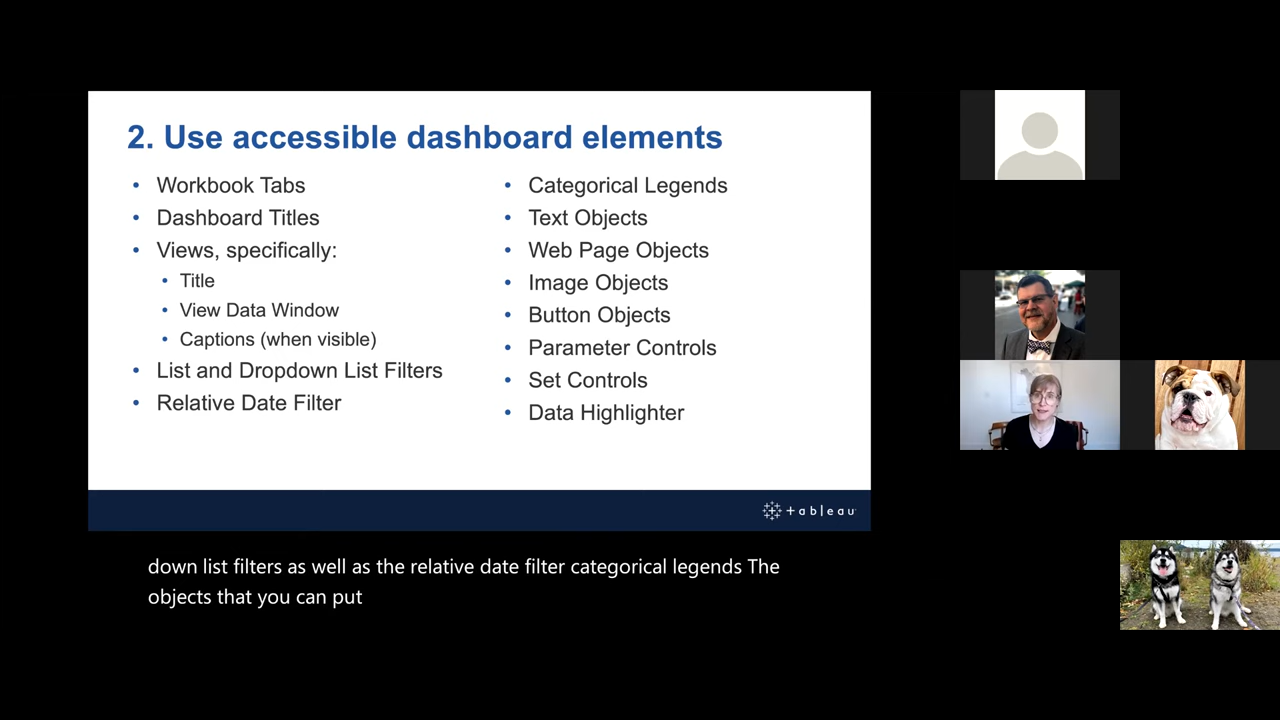 2. Use accessible dashboard elements
• Workbook Tabs
• Dashboard Titles
• Views, specifically:
• Title
• View Data Window
• Captions (when visible)
• List and Dropdown List Filters
• Relative Date Filter
• Categorical Legends
• Text Objects
• Web Page Objects
• Image Objects
• Button Objects
• Parameter Controls
• Set Controls
• Data Highlighter
+ableau
down list filters as well as the relative date filter categorical legends The
objects that you can put